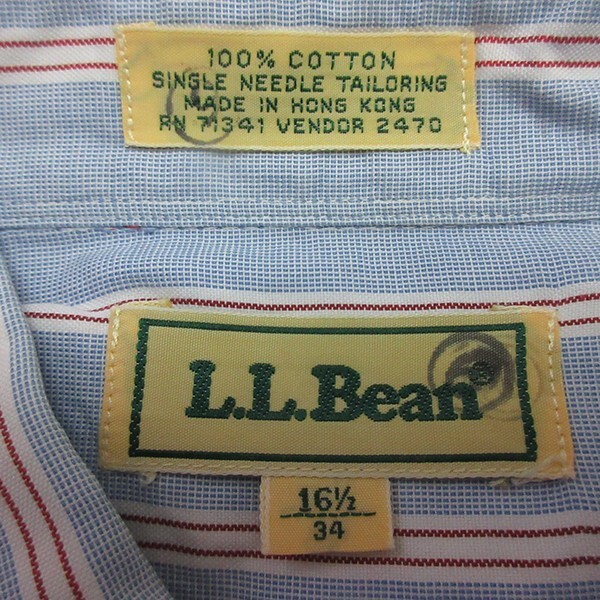 100% COTTON
SINGLE NEEDLE TAILORING
MADE IN HONG KONG
RN 71341 VENDOR 2470
L.L.Bean®
16½
34